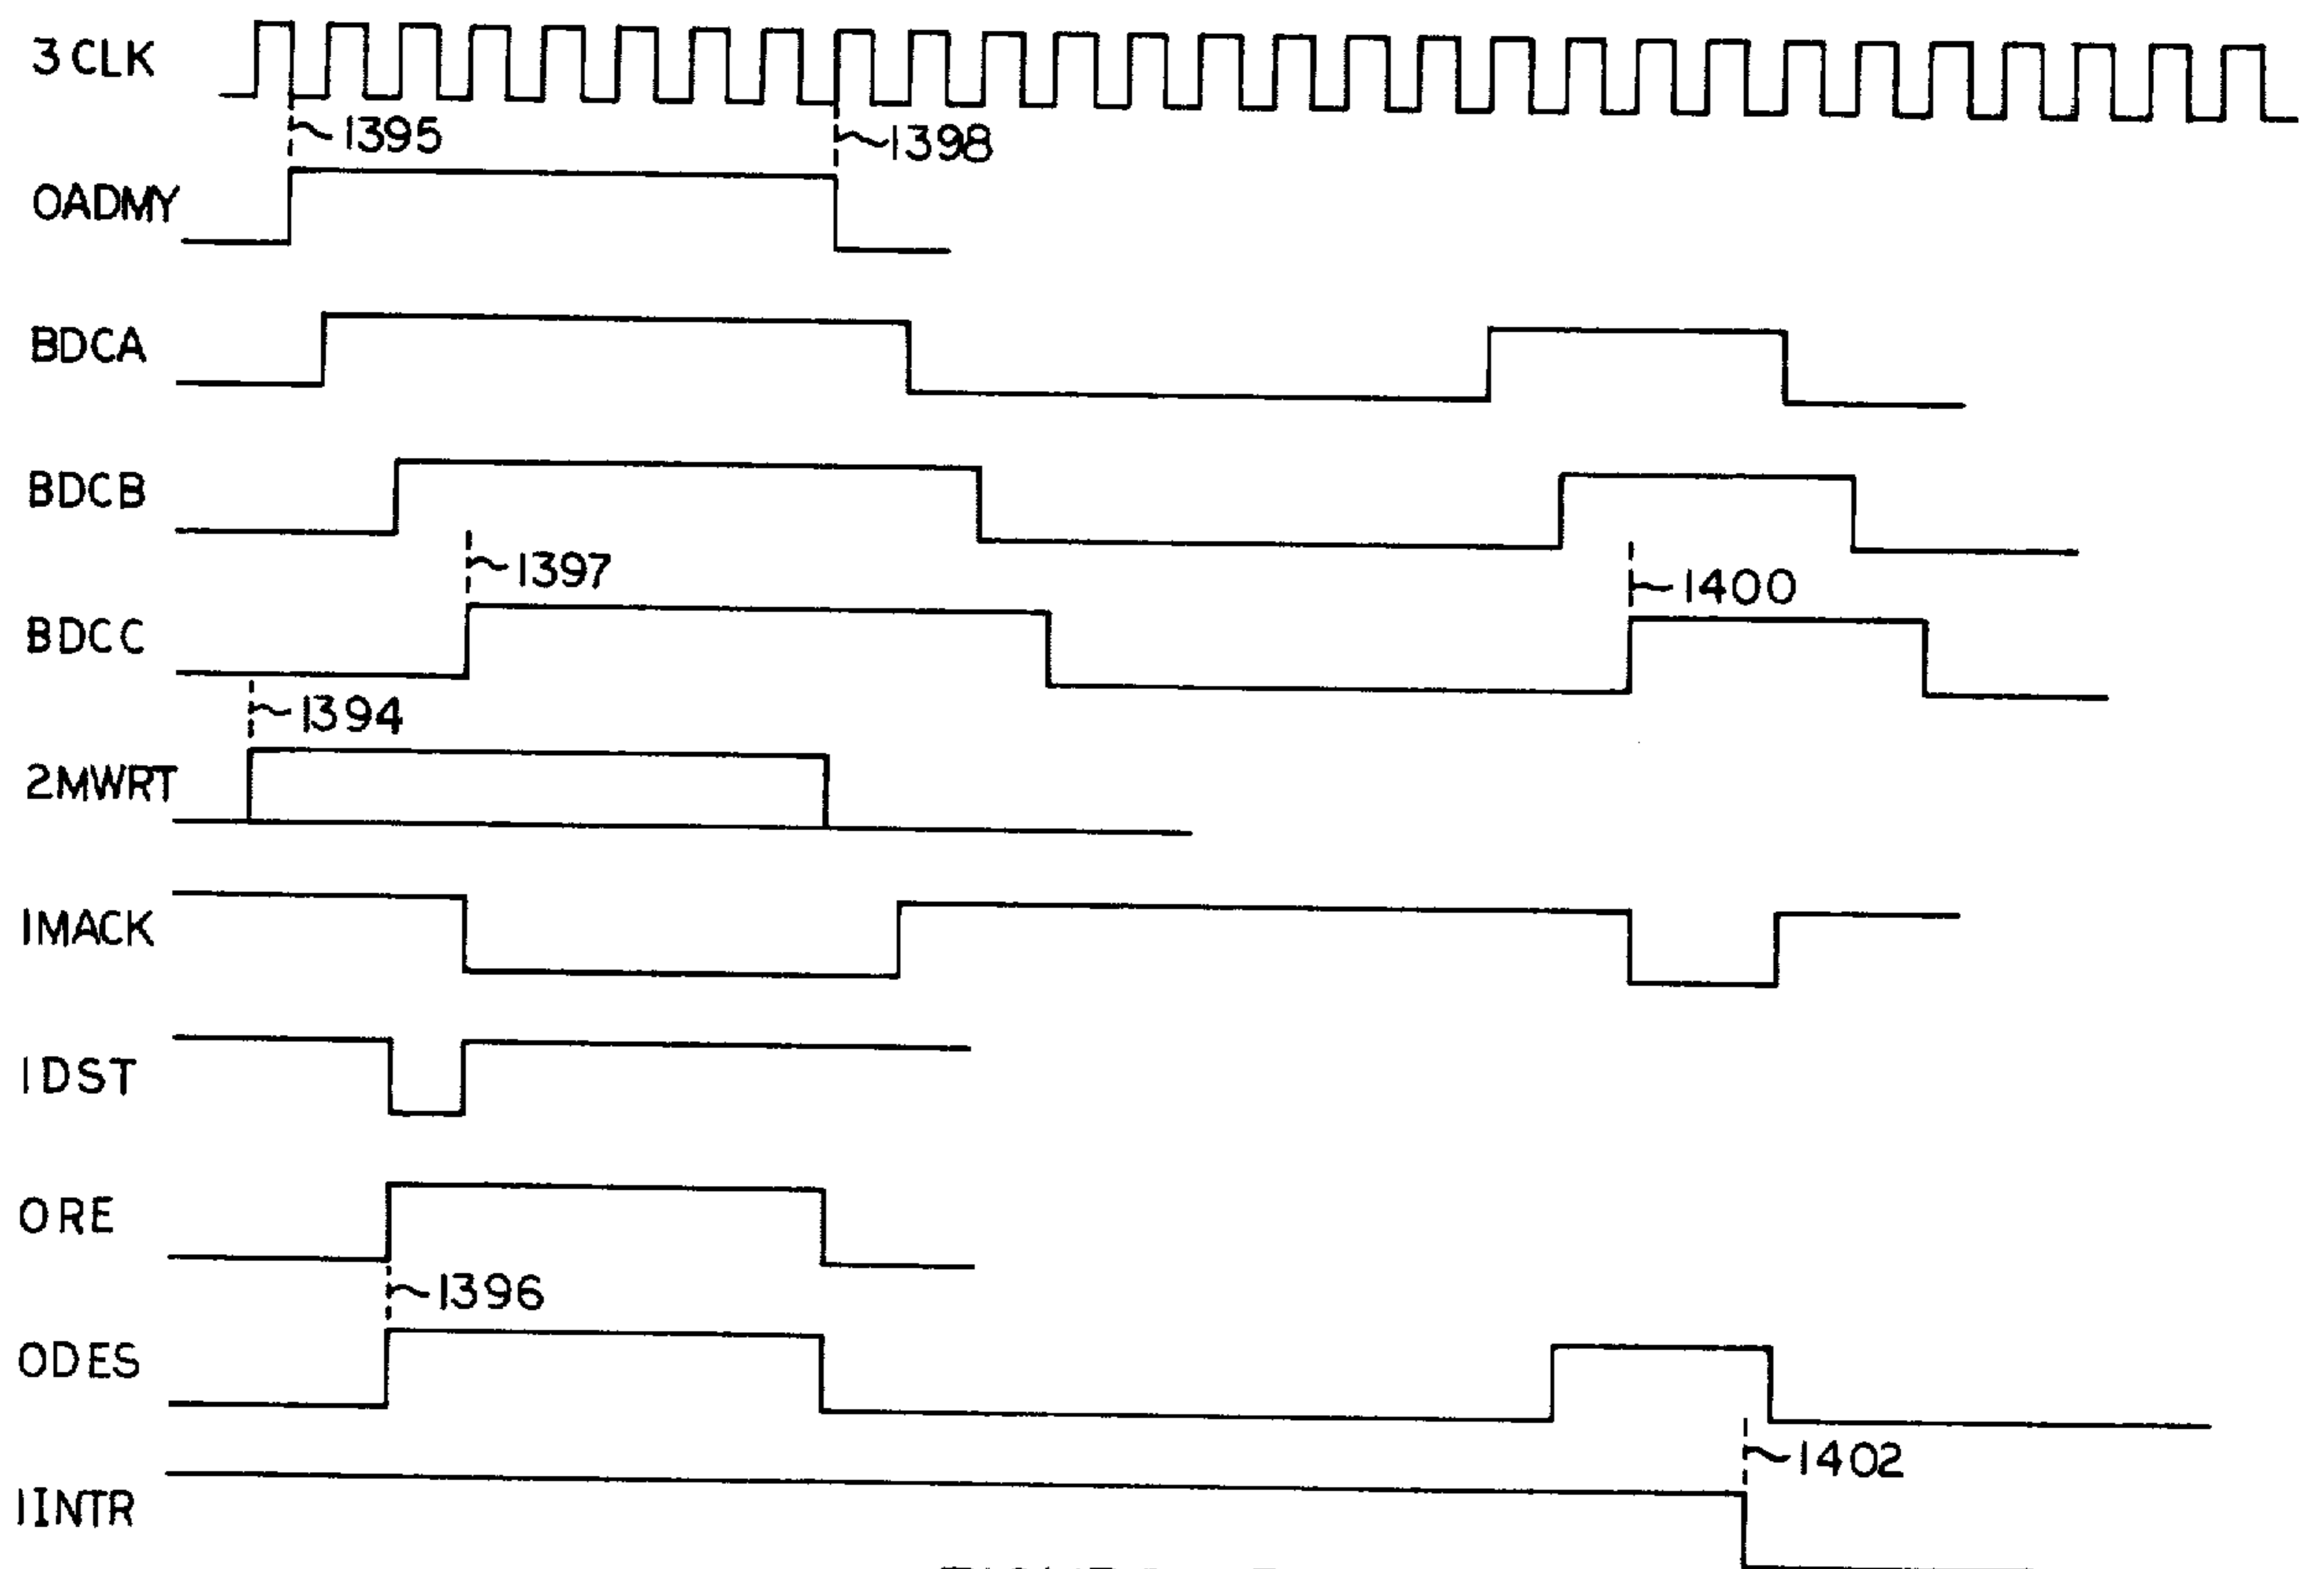 3 CLK
1395
1398
OADMY
BDCA
BDCB
1397
1400
BDCC
1394
2MWRT
IMACK
IDST
ORE
1396
ODES
1402
IINTR